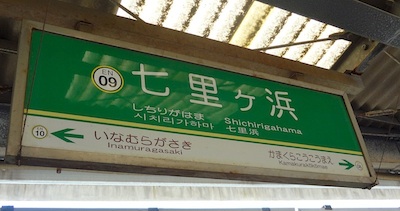 EN
09
七里ヶ浜
しちりがはま Shichirigahama
시치리가하마 七里浜
10
いなむらがさき
Inamuragasaki
かまくらこうこうまえ
Kamakurakokomae